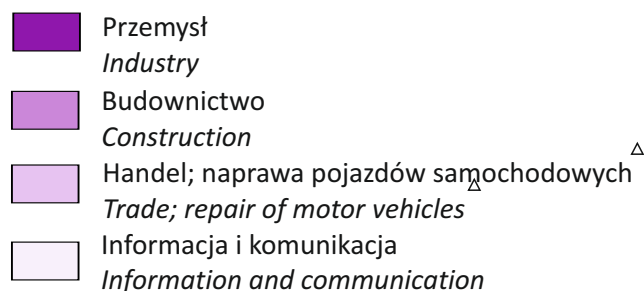 Przemysł
Industry
Budownictwo
Construction
Handel; naprawa pojazdów samochodowych△
Trade; repair of motor vehicles△
Informacja i komunikacja
Information and communication